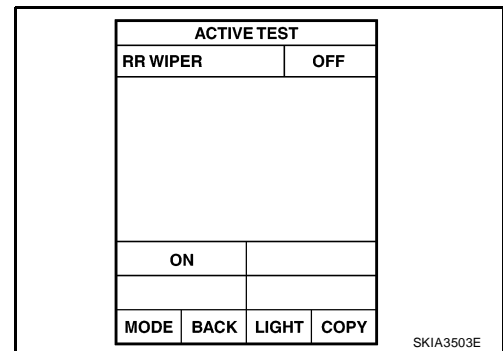 ACTIVE TEST
RR WIPER OFF
ON
MODE BACK LIGHT COPY
SKIA3503E